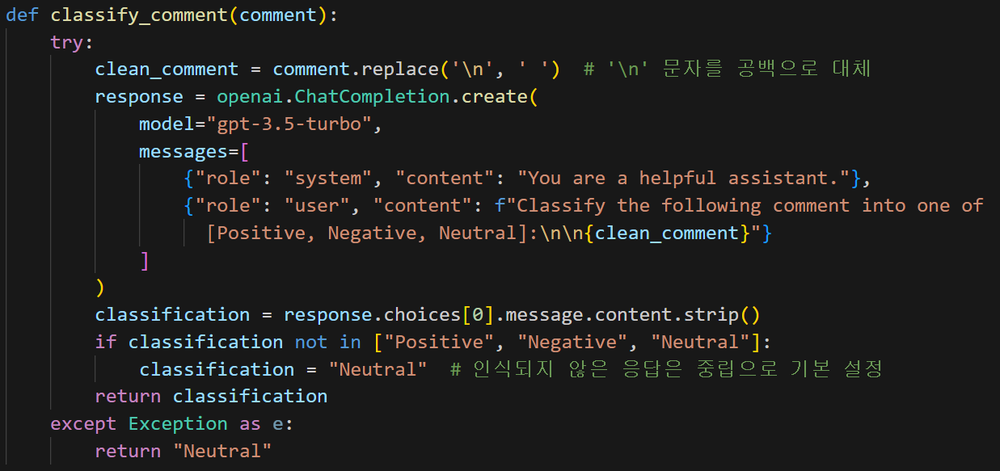 def classify_comment(comment):
    try:
        clean_comment = comment.replace('\n', ' ')  # '\n' 문자를 공백으로 대체
        response = openai.ChatCompletion.create(
            model="gpt-3.5-turbo",
            messages=[
                {"role": "system", "content": "You are a helpful assistant."},
                {"role": "user", "content": f"Classify the following comment into one of
                  [Positive, Negative, Neutral]:\n\n{clean_comment}"}
            ]
        )
        classification = response.choices[0].message.content.strip()
        if classification not in ["Positive", "Negative", "Neutral"]:
            classification = "Neutral"  # 인식되지 않은 응답은 중립으로 기본 설정
        return classification
    except Exception as e:
        return "Neutral"